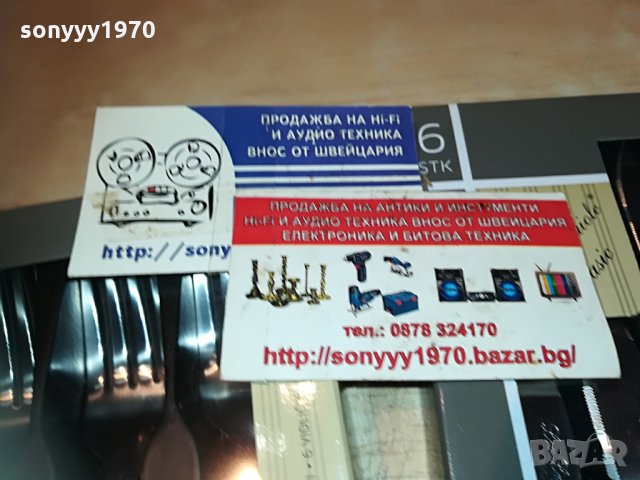 sonyyy1970
ПРОДАЖБА НА Hi-Fi
И АУДИО ТЕХНИКА
ВНОС ОТ ШВЕЙЦАРИЯ
http://sony
6
STK
ПРОДАЖБА НА АНТИКИ И ИНСТРУМЕНТИ
Hi-Fi И АУДИО ТЕХНИКА ВНОС ОТ ШВЕЙЦАРИЯ
ЕЛЕКТРОНИКА И БИТОВА ТЕХНИКА
тел.: 0878 324170
http://sonyyy1970.bazar.bg/
BAZAR